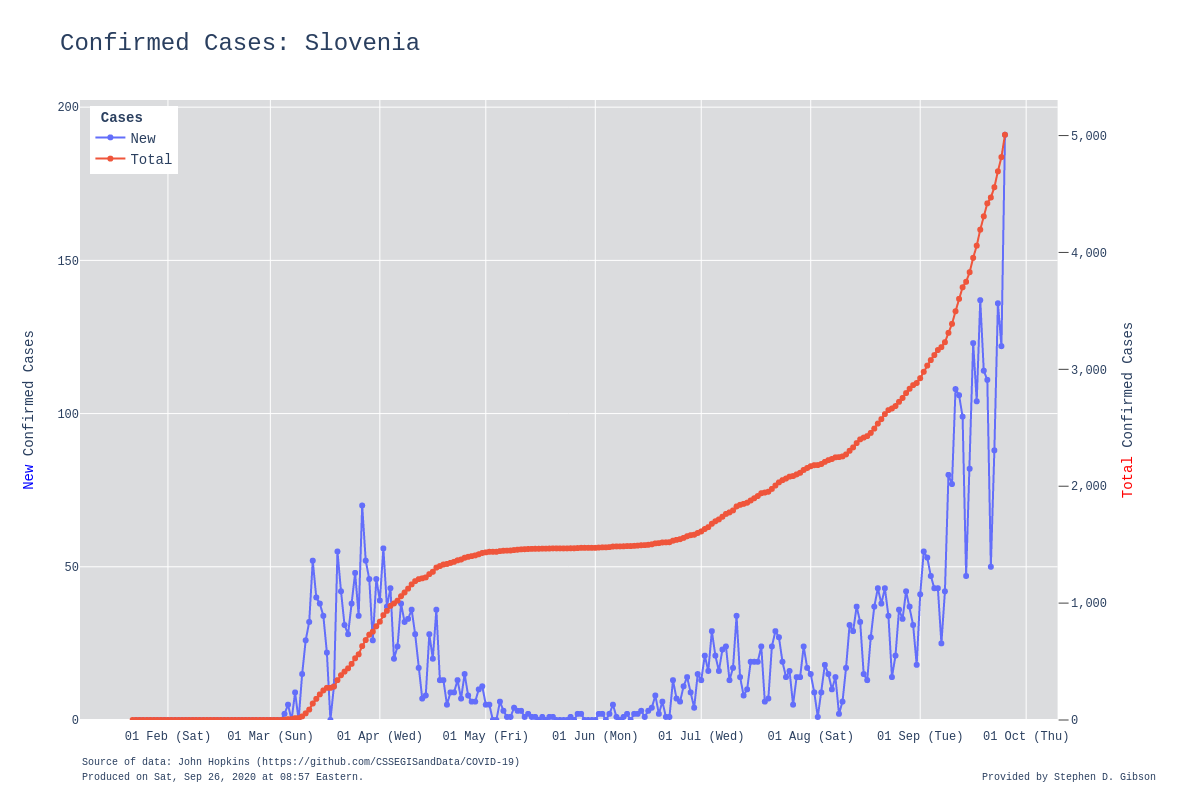 Confirmed Cases: Slovenia
Cases
New
Total
200
150
100
50
0
New Confirmed Cases
5,000
4,000
3,000
2,000
1,000
0
Total Confirmed Cases
01 Feb (Sat) 01 Mar (Sun) 01 Apr (Wed) 01 May (Fri) 01 Jun (Mon) 01 Jul (Wed) 01 Aug (Sat) 01 Sep (Tue) 01 Oct (Thu)
Source of data: John Hopkins (https://github.com/CSSEGISandData/COVID-19)
Produced on Sat, Sep 26, 2020 at 08:57 Eastern.
Provided by Stephen D. Gibson